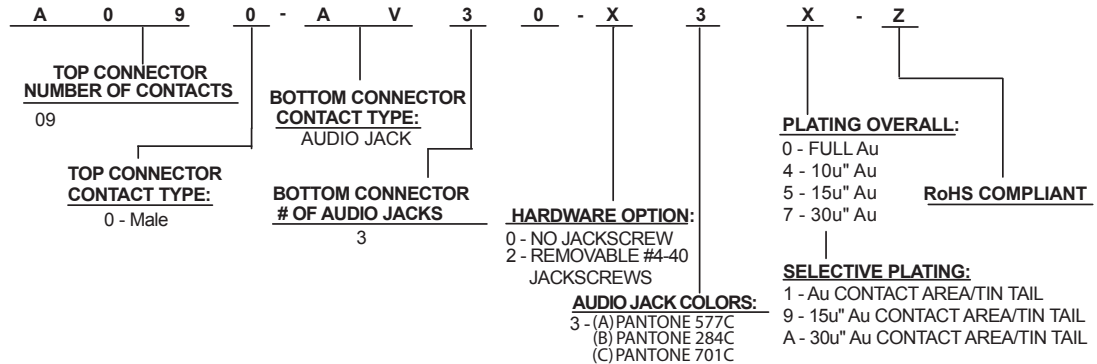 A 0 9 0 - A V 3 0 - X 3 X - Z
TOP CONNECTOR
NUMBER OF CONTACTS
09
TOP CONNECTOR
CONTACT TYPE:
0 - Male
BOTTOM CONNECTOR
CONTACT TYPE:
AUDIO JACK
BOTTOM CONNECTOR
# OF AUDIO JACKS
3
HARDWARE OPTION:
0 - NO JACKSCREW
2 - REMOVABLE #4-40
JACKSCREWS
AUDIO JACK COLORS:
3 - (A) PANTONE 577C
(B) PANTONE 284C
(C) PANTONE 701C
PLATING OVERALL:
0 - FULL Au
4 - 10u" Au
5 - 15u" Au
7 - 30u" Au
SELECTIVE PLATING:
1 - Au CONTACT AREA/TIN TAIL
9 - 15u" Au CONTACT AREA/TIN TAIL
A - 30u" Au CONTACT AREA/TIN TAIL
RoHS COMPLIANT